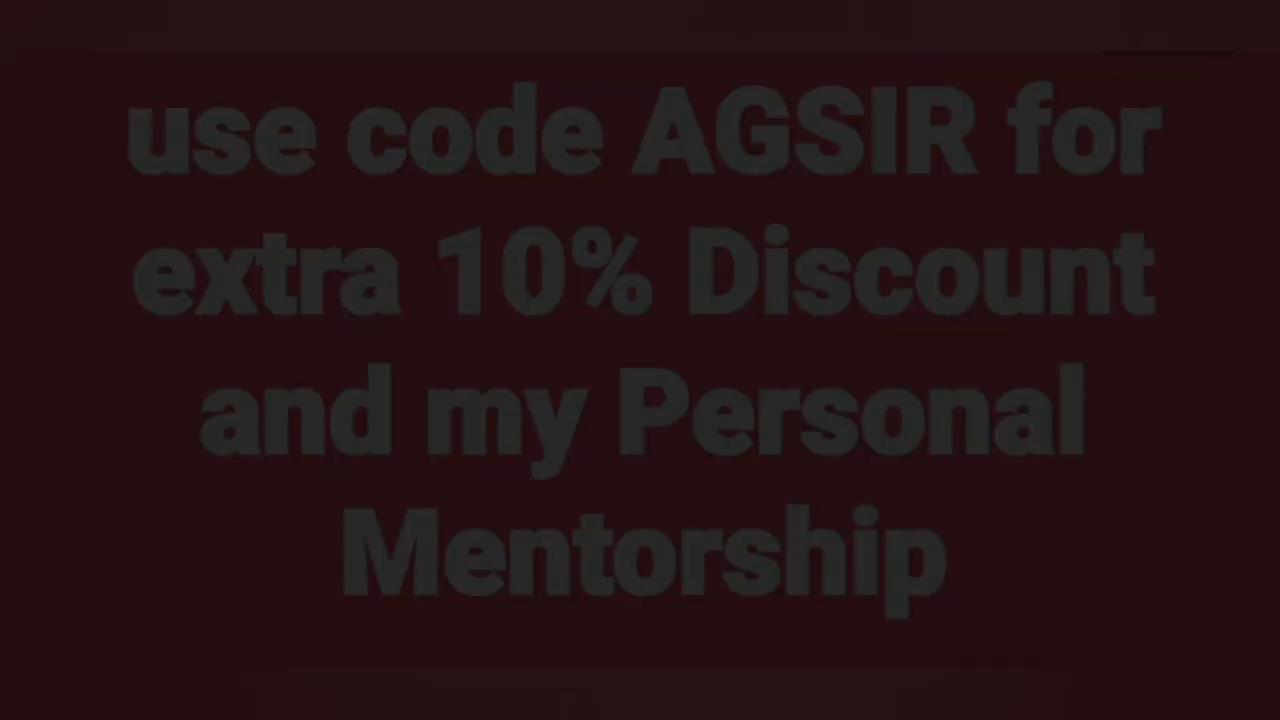 use code AGSIR for
extra 10% Discount
and my Personal
Mentorship